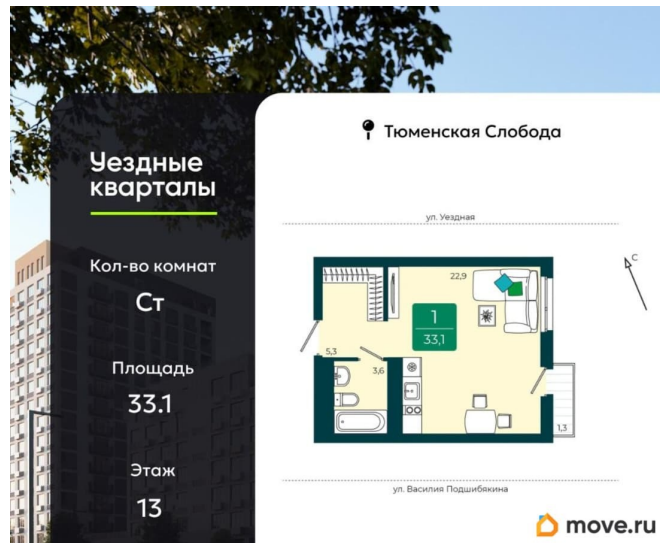 Уездные
кварталы
Кол-во комнат
Ст
Площадь
33.1
Этаж
13
Тюменская Слобода
ул. Уездная
С
22,9
1
33,1
5,3
3,6
1,3
ул. Василия Подшибякина
move.ru